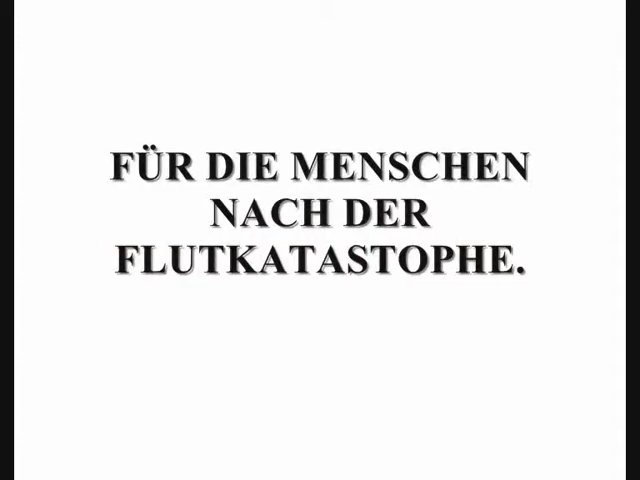 FÜR DIE MENSCHEN
NACH DER
FLUTKATASTOPHE.